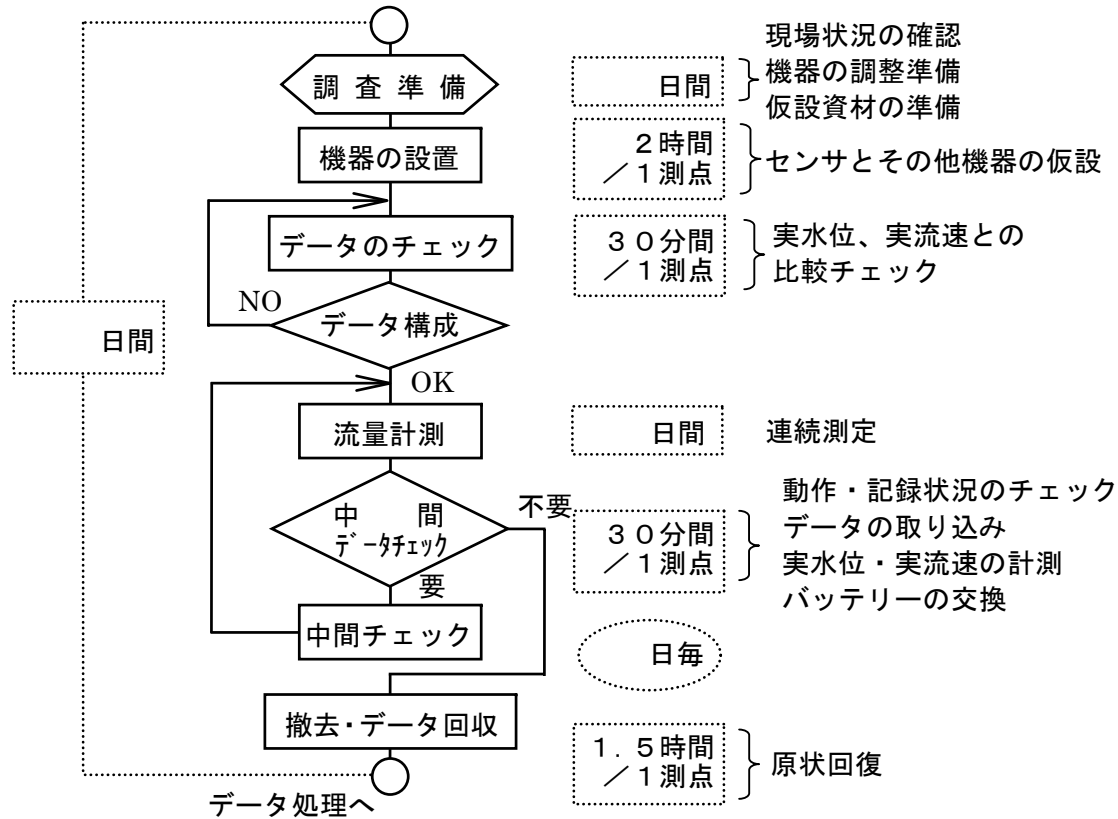 調査準備
日間
現場状況の確認
機器の調整準備
仮設資材の準備
機器の設置
２時間
／１測点
センサとその他機器の仮設
データのチェック
３０分間
／１測点
実水位、実流速との
比較チェック
NO
データ構成
日間
OK
流量計測
日間
連続測定
中間
ﾃﾞｰﾀﾁｪｯｸ
不要
要
３０分間
／１測点
動作・記録状況のチェック
データの取り込み
実水位・実流速の計測
バッテリーの交換
中間チェック
日毎
撤去・データ回収
１．５時間
／１測点
原状回復
データ処理へ